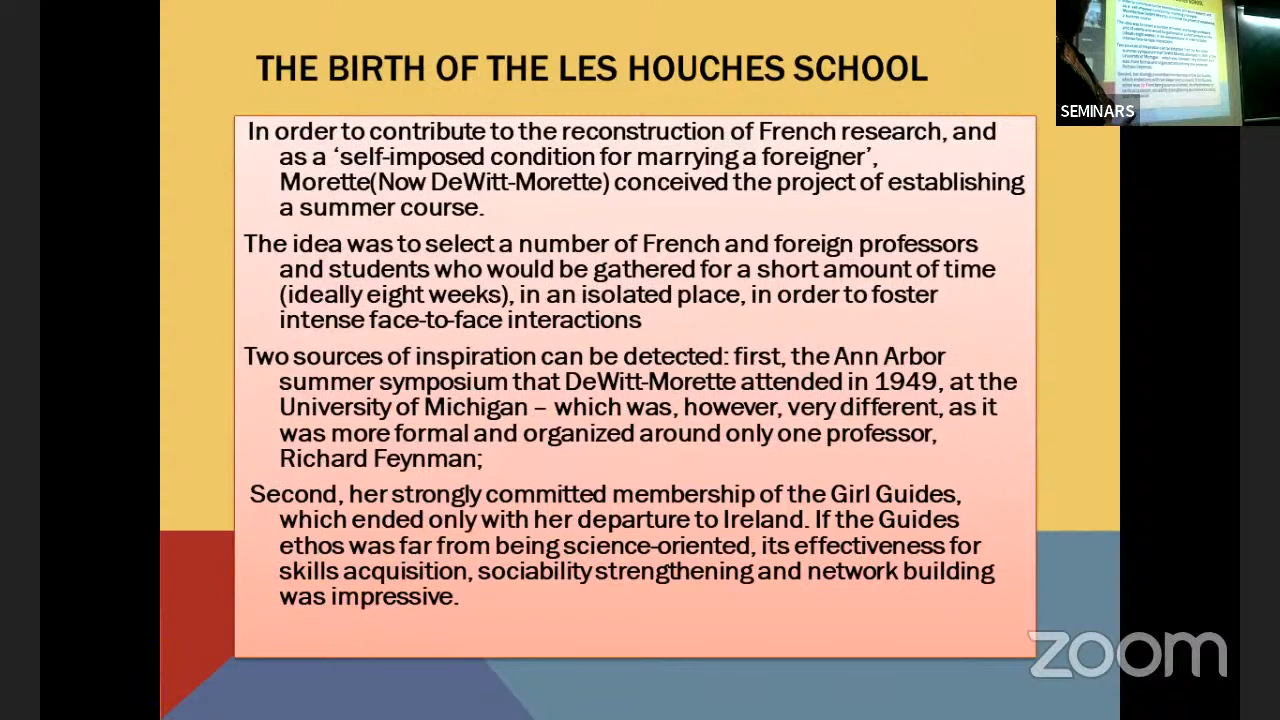 THE BIRTH OF THE LES HOUCHES SCHOOL
In order to contribute to the reconstruction of French research, and
as a ‘self-imposed condition for marrying a foreigner’,
Morette(Now DeWitt-Morette) conceived the project of establishing
a summer course.
The idea was to select a number of French and foreign professors
and students who would be gathered for a short amount of time
(ideally eight weeks), in an isolated place, in order to foster
intense face-to-face interactions
Two sources of inspiration can be detected: first, the Ann Arbor
summer symposium that DeWitt-Morette attended in 1949, at the
University of Michigan – which was, however, very different, as it
was more formal and organized around only one professor,
Richard Feynman;
Second, her strongly committed membership of the Girl Guides,
which ended only with her departure to Ireland. If the Guides
ethos was far from being science-oriented, its effectiveness for
skills acquisition, sociability strengthening and network building
was impressive.
SEMINARS
zoom